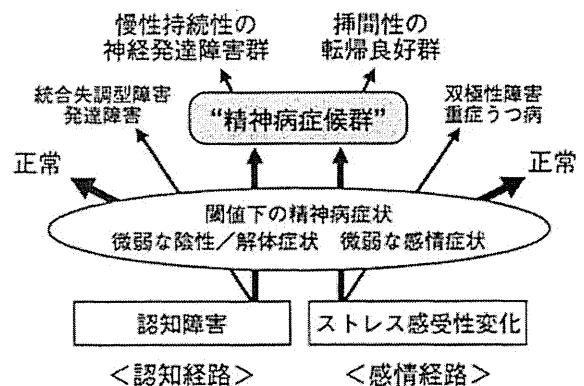 慢性持続性の
神経発達障害群
挿間性の
転帰良好群
統合失調型障害
発達障害
“精神病症候群”
双極性障害
重症うつ病
正常
正常
閾値下の精神病症状
微弱な陰性／解体症状　微弱な感情症状
認知障害
ストレス感受性変化
＜認知経路＞
＜感情経路＞